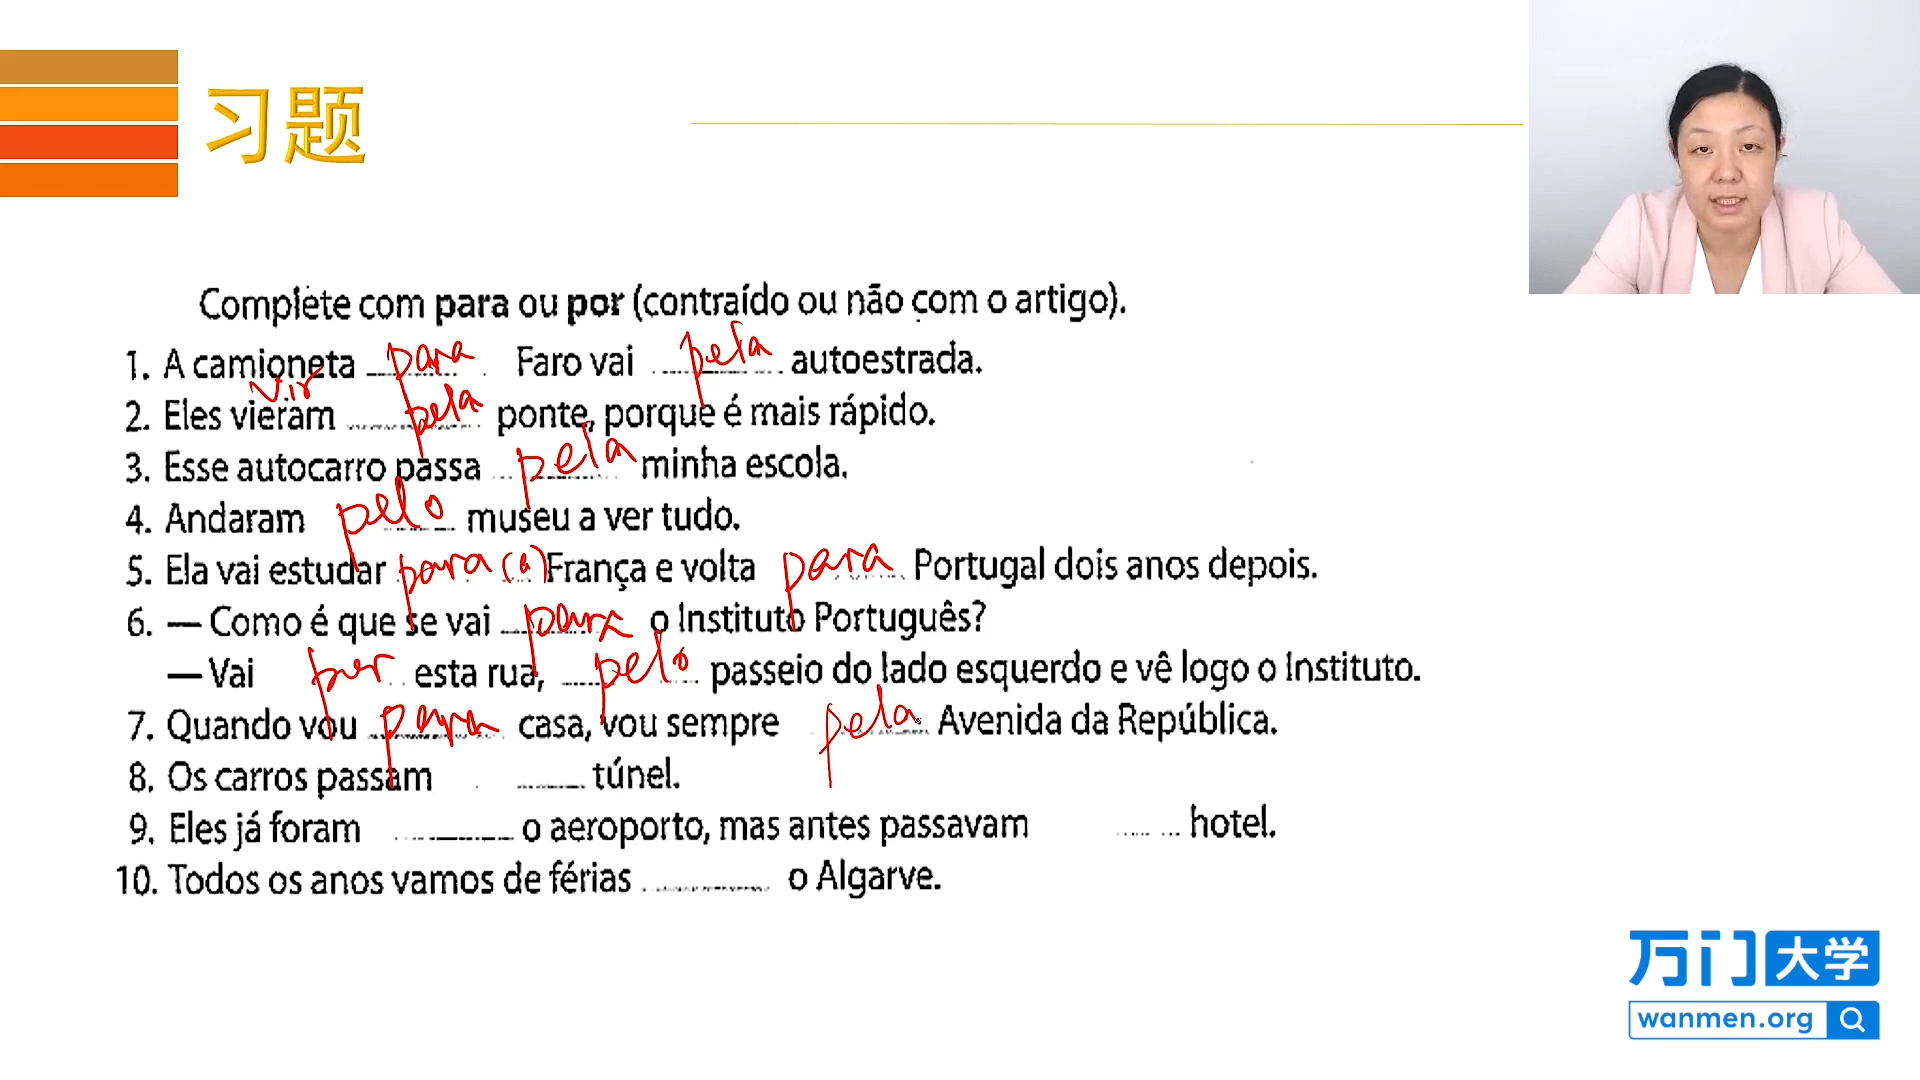 习题
Complete com para ou por (contraído ou não com o artigo).
1. A camioneta para Faro vai pela autoestrada.
vir
2. Eles vieram pela ponte, porque é mais rápido.
3. Esse autocarro passa pela minha escola.
4. Andaram pelo museu a ver tudo.
5. Ela vai estudar para (a) França e volta para Portugal dois anos depois.
6. — Como é que se vai para o Instituto Português?
— Vai por esta rua, pelo passeio do lado esquerdo e vê logo o Instituto.
7. Quando vou para casa, vou sempre pela Avenida da República.
8. Os carros passam ...... túnel.
9. Eles já foram ...... o aeroporto, mas antes passavam ...... hotel.
10. Todos os anos vamos de férias ...... o Algarve.
万门大学
wanmen.org